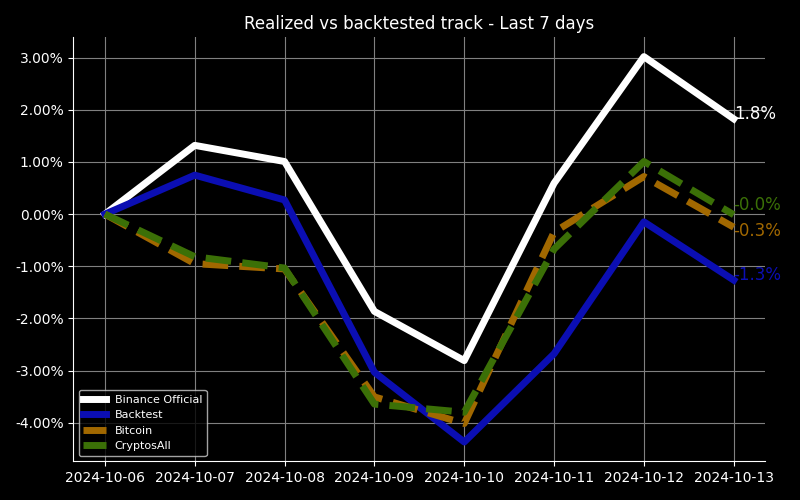 Realized vs backtested track - Last 7 days
3.00%
2.00%
1.00%
0.00%
-1.00%
-2.00%
-3.00%
-4.00%
1.8%
-0.0%
-0.3%
-1.3%
Binance Official
Backtest
Bitcoin
CryptosAll
2024-10-06 2024-10-07 2024-10-08 2024-10-09 2024-10-10 2024-10-11 2024-10-12 2024-10-13